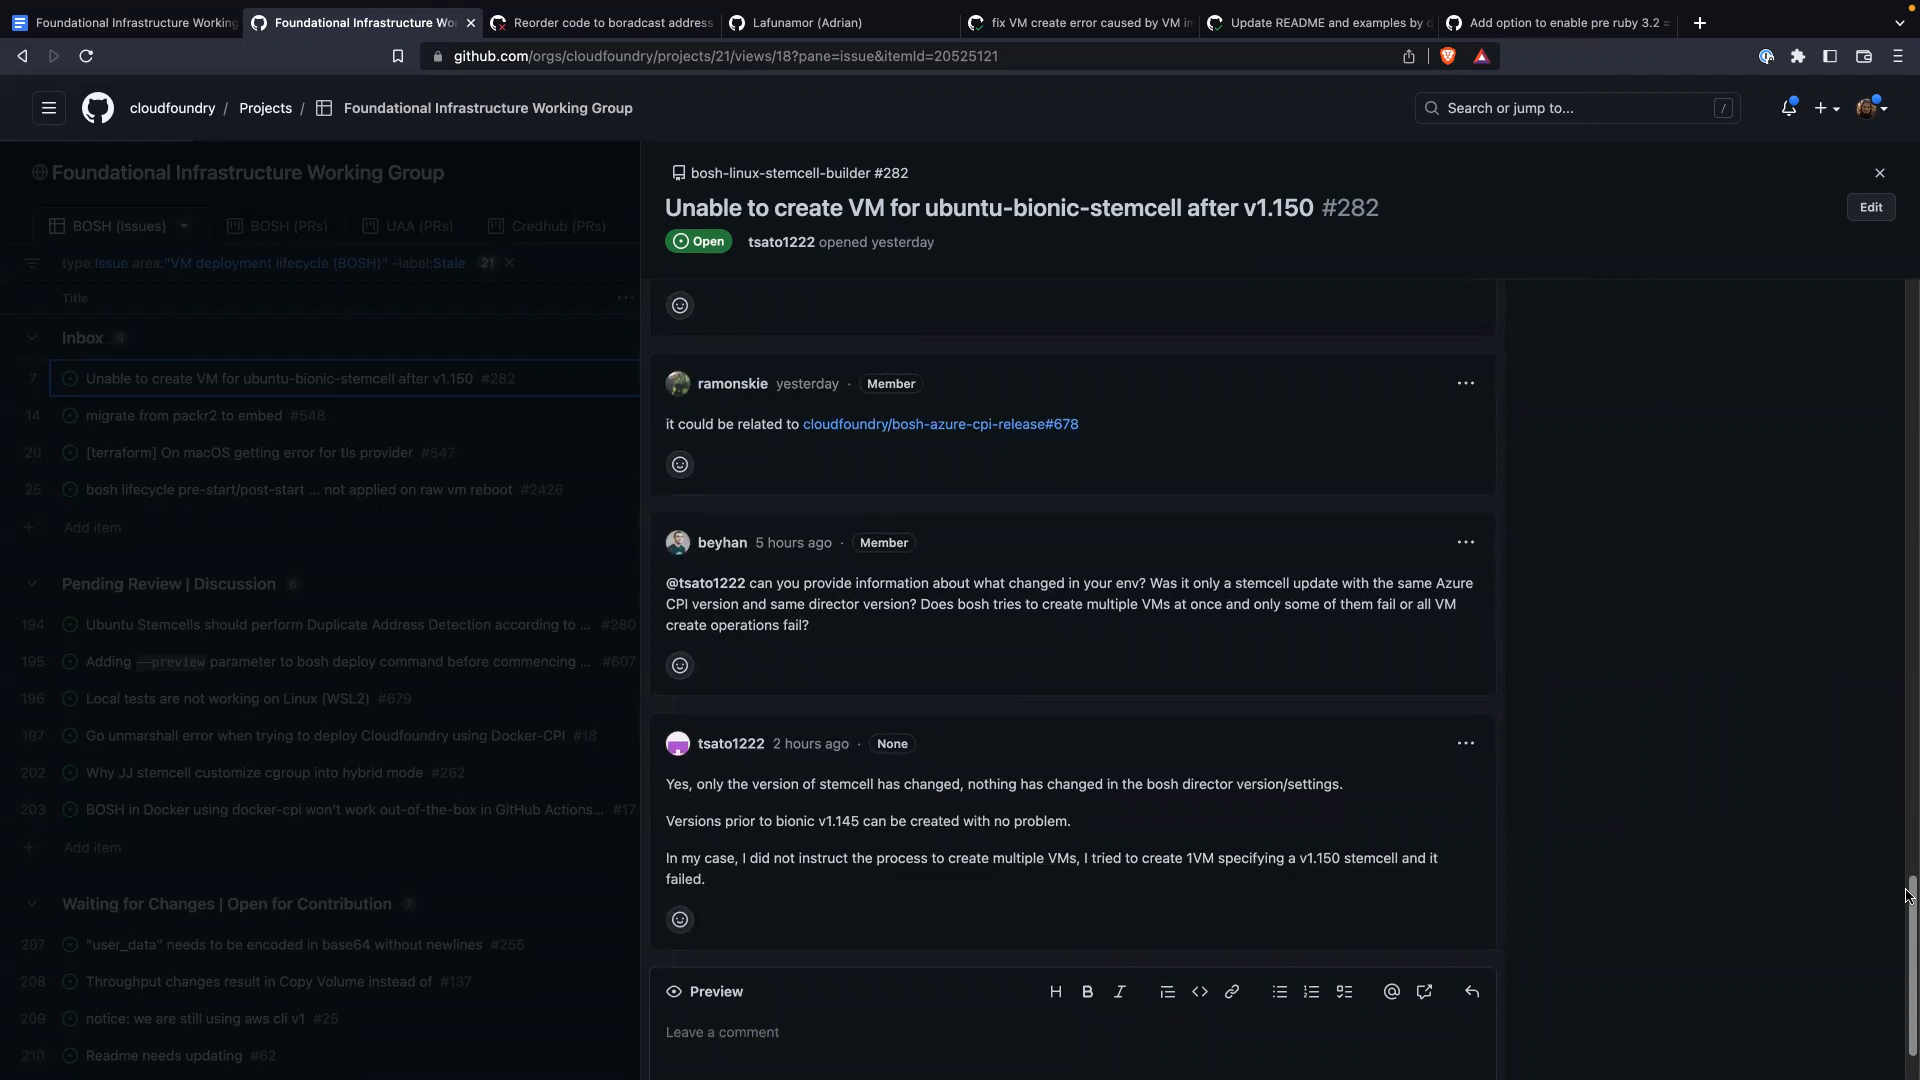 Foundational Infrastructure Working
Foundational Infrastructure Wo
Reorder code to boradcast address
Lafunamor (Adrian)
fix VM create error caused by VM i
Update README and examples by d
Add option to enable pre ruby 3.2
github.com/orgs/cloudfoundry/projects/21/views/18?pane=issue&itemId=20525121
cloudfoundry / Projects / Foundational Infrastructure Working Group
Search or jump to...
/
Foundational Infrastructure Working Group
BOSH (Issues)
BOSH (PRs)
UAA (PRs)
Credhub (PRs)
type:Issue area:"VM deployment lifecycle (BOSH)" -label:Stale 21
Title
Inbox
7 Unable to create VM for ubuntu-bionic-stemcell after v1.150 #282
14 migrate from packr2 to embed #548
20 [terraform] On macOS getting error for tls provider #547
25 bosh lifecycle pre-start/post-start ... not applied on raw vm reboot #2426
Add item
Pending Review | Discussion 6
194 Ubuntu Stemcells should perform Duplicate Address Detection according to ... #280
195 Adding --preview parameter to bosh deploy command before commencing ... #607
196 Local tests are not working on Linux (WSL2) #679
197 Go unmarshall error when trying to deploy Cloudfoundry using Docker-CPI #18
202 Why JJ stemcell customize cgroup into hybrid mode #262
203 BOSH in Docker using docker-cpi won't work out-of-the-box in GitHub Actions... #17
Add item
Waiting for Changes | Open for Contribution 7
207 "user_data" needs to be encoded in base64 without newlines #255
208 Throughput changes result in Copy Volume instead of #137
209 notice: we are still using aws cli v1 #25
210 Readme needs updating #62
bosh-linux-stemcell-builder #282
Unable to create VM for ubuntu-bionic-stemcell after v1.150 #282
Edit
Open
tsato1222 opened yesterday
ramonskie yesterday · Member
it could be related to cloudfoundry/bosh-azure-cpi-release#678
beyhan 5 hours ago · Member
@tsato1222 can you provide information about what changed in your env? Was it only a stemcell update with the same Azure
CPI version and same director version? Does bosh tries to create multiple VMs at once and only some of them fail or all VM
create operations fail?
tsato1222 2 hours ago · None
Yes, only the version of stemcell has changed, nothing has changed in the bosh director version/settings.
Versions prior to bionic v1.145 can be created with no problem.
In my case, I did not instruct the process to create multiple VMs, I tried to create 1VM specifying a v1.150 stemcell and it
failed.
Preview
Leave a comment